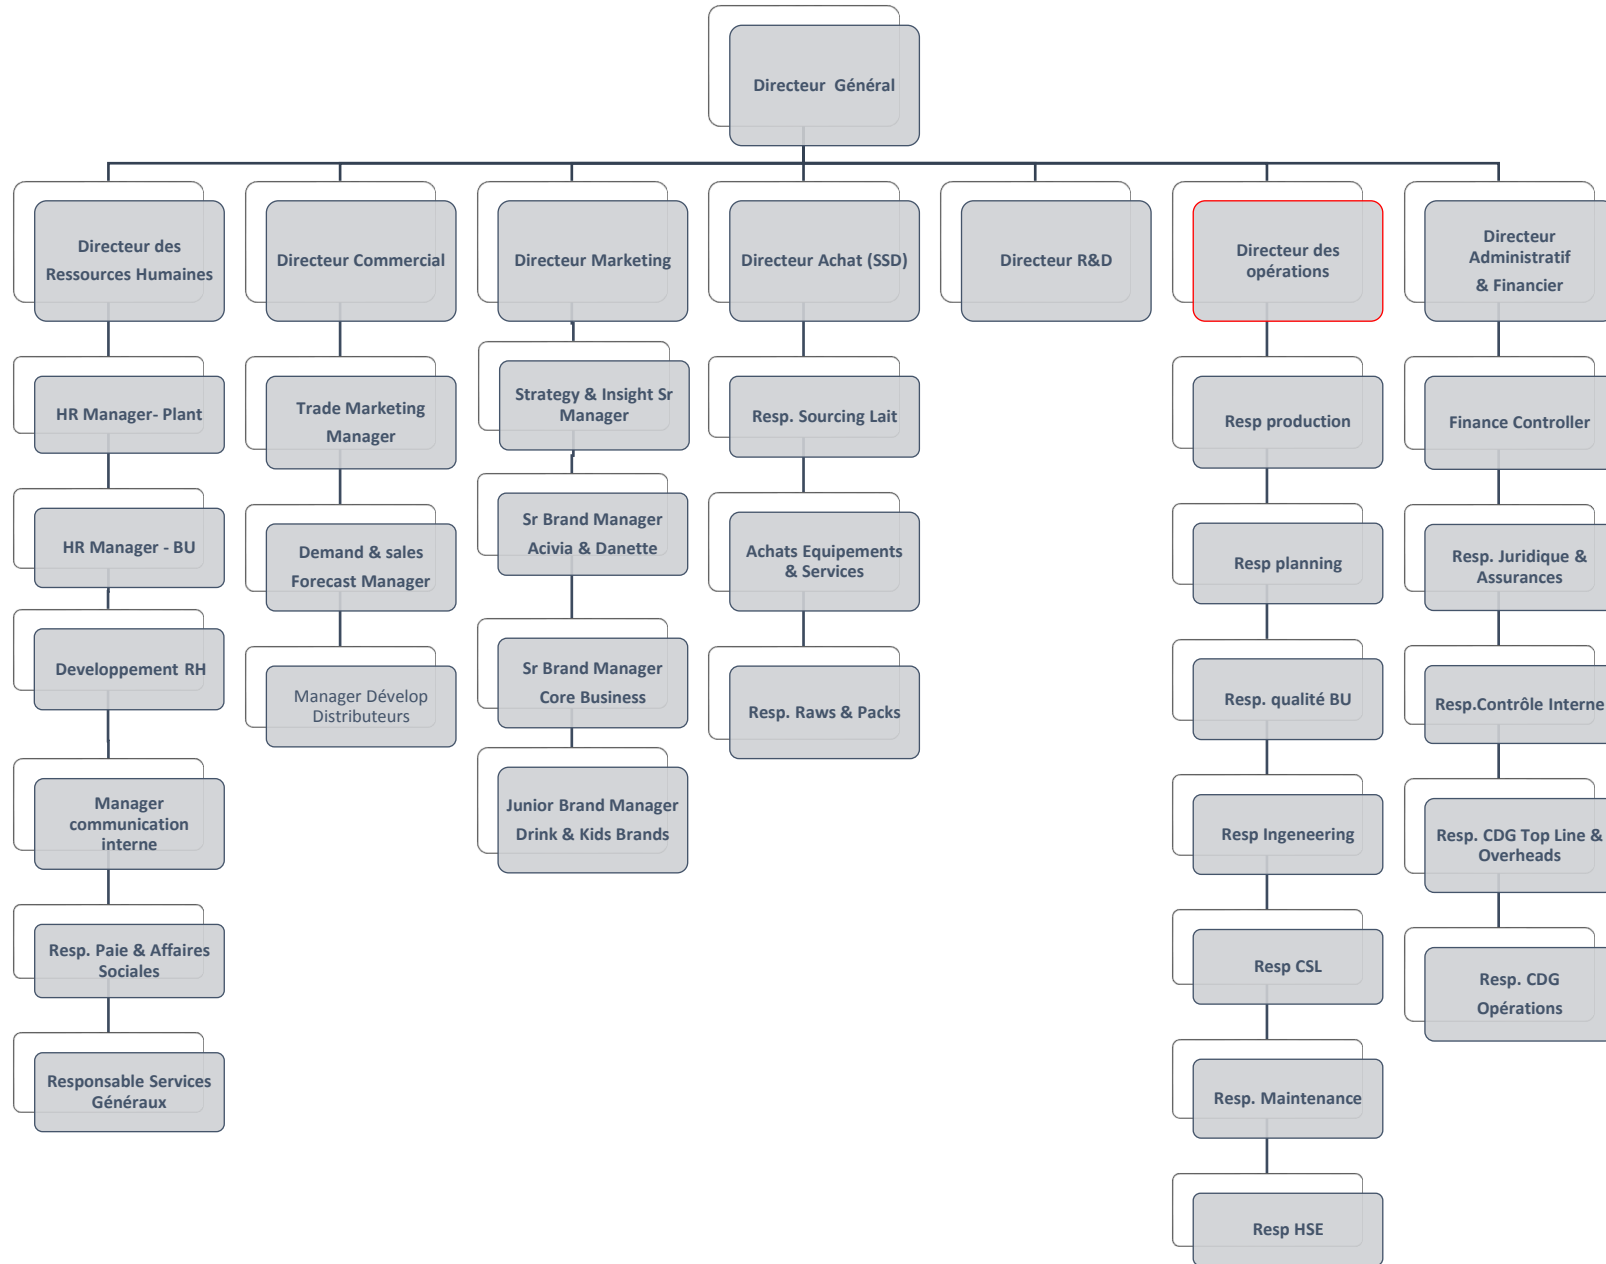 Directeur Général
Directeur des
Ressources Humaines
HR Manager- Plant
HR Manager - BU
Developpement RH
Manager
communication
interne
Resp. Paie & Affaires
Sociales
Responsable Services
Généraux
Directeur Commercial
Trade Marketing
Manager
Demand & sales
Forecast Manager
Manager Dévelop
Distributeurs
Directeur Marketing
Strategy & Insight Sr
Manager
Sr Brand Manager
Acivia & Danette
Sr Brand Manager
Core Business
Junior Brand Manager
Drink & Kids Brands
Directeur Achat (SSD)
Resp. Sourcing Lait
Achats Equipements
& Services
Resp. Raws & Packs
Directeur R&D
Directeur des
opérations
Resp production
Resp planning
Resp. qualité BU
Resp Ingeneering
Resp CSL
Resp. Maintenance
Resp HSE
Directeur
Administratif
& Financier
Finance Controller
Resp. Juridique &
Assurances
Resp.Contrôle Interne
Resp. CDG Top Line &
Overheads
Resp. CDG
Opérations